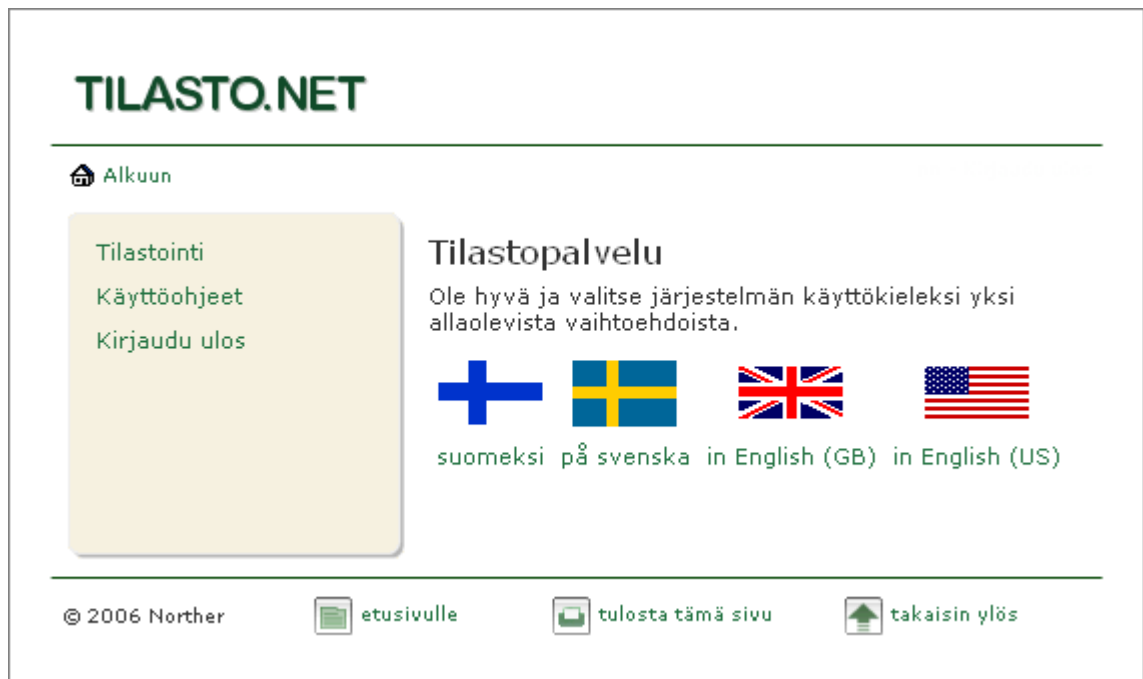 TILASTO.NET
Alkuun
Tilastointi
Käyttöohjeet
Kirjaudu ulos
Tilastopalvelu
Ole hyvä ja valitse järjestelmän käyttökieleksi yksi
allaolevista vaihtoehdoista.
suomeksi på svenska in English (GB) in English (US)
© 2006 Norther etusivulle tulosta tämä sivu takaisin ylös